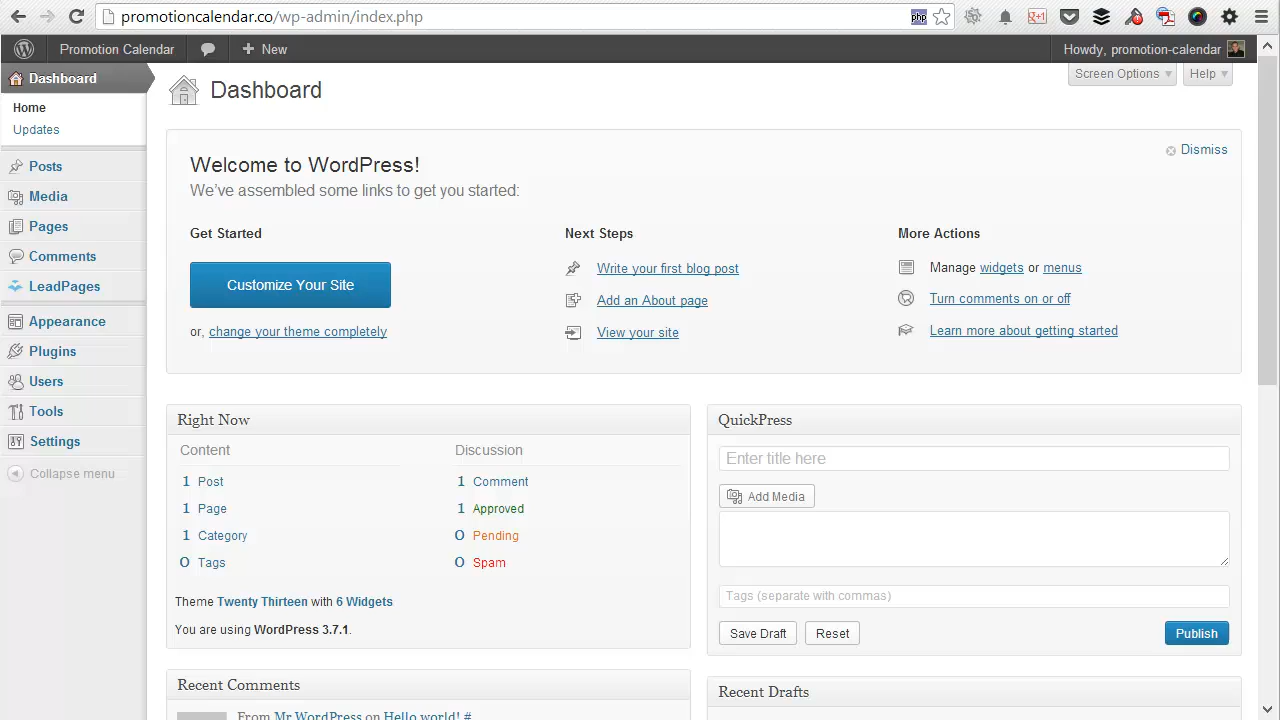 promotioncalendar.co/wp-admin/index.php
php
g+1
Promotion Calendar
New
Howdy, promotion-calendar
Dashboard
Home
Updates
Posts
Media
Pages
Comments
LeadPages
Appearance
Plugins
Users
Tools
Settings
Collapse menu
Dashboard
Screen Options
Help
Welcome to WordPress!
We've assembled some links to get you started:
Dismiss
Get Started
Customize Your Site
or, change your theme completely
Next Steps
Write your first blog post
Add an About page
View your site
More Actions
Manage widgets or menus
Turn comments on or off
Learn more about getting started
Right Now
Content
1 Post
1 Page
1 Category
0 Tags
Discussion
1 Comment
1 Approved
0 Pending
0 Spam
Theme Twenty Thirteen with 6 Widgets
You are using WordPress 3.7.1.
QuickPress
Enter title here
Add Media
Tags (separate with commas)
Save Draft
Reset
Publish
Recent Comments
From Mr WordPress on Hello world! #
Recent Drafts